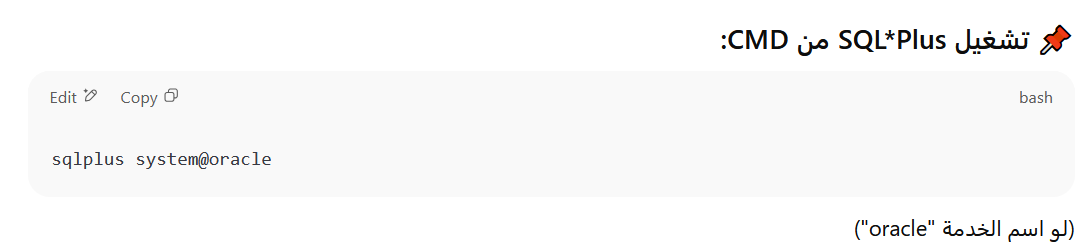 📌 تشغيل SQL*Plus من CMD:
Edit Copy bash
sqlplus system@oracle
(لو اسم الخدمة "oracle")